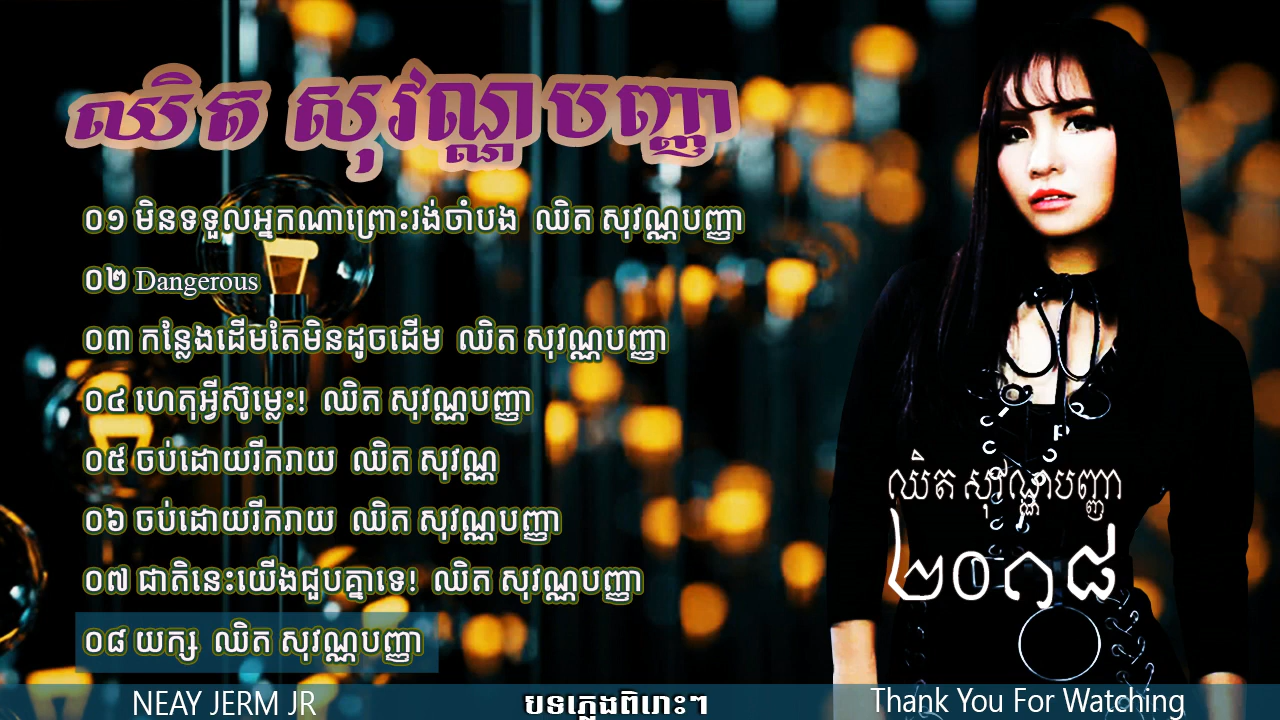 ឈិត សុវណ្ណបញ្ញា
០១ មិនទទួលអ្នកណាព្រោះរង់ចាំបង ឈិត សុវណ្ណបញ្ញា
០២ Dangerous
០៣ កន្លែងដើមតែមិនដូចដើម ឈិត សុវណ្ណបញ្ញា
០៤ ហេតុអ្វីស៊ូម្លេះ! ឈិត សុវណ្ណបញ្ញា
០៥ ចប់ដោយរីករាយ ឈិត សុវណ្ណ
០៦ ចប់ដោយរីករាយ ឈិត សុវណ្ណបញ្ញា
០៧ ជាតិនេះយើងជួបគ្នាទេ! ឈិត សុវណ្ណបញ្ញា
០៨ យក្ស ឈិត សុវណ្ណបញ្ញា
ឈិត សុវណ្ណបញ្ញា
២០១៨
NEAY JERM JR
បទភ្លេងពិរោះៗ
Thank You For Watching